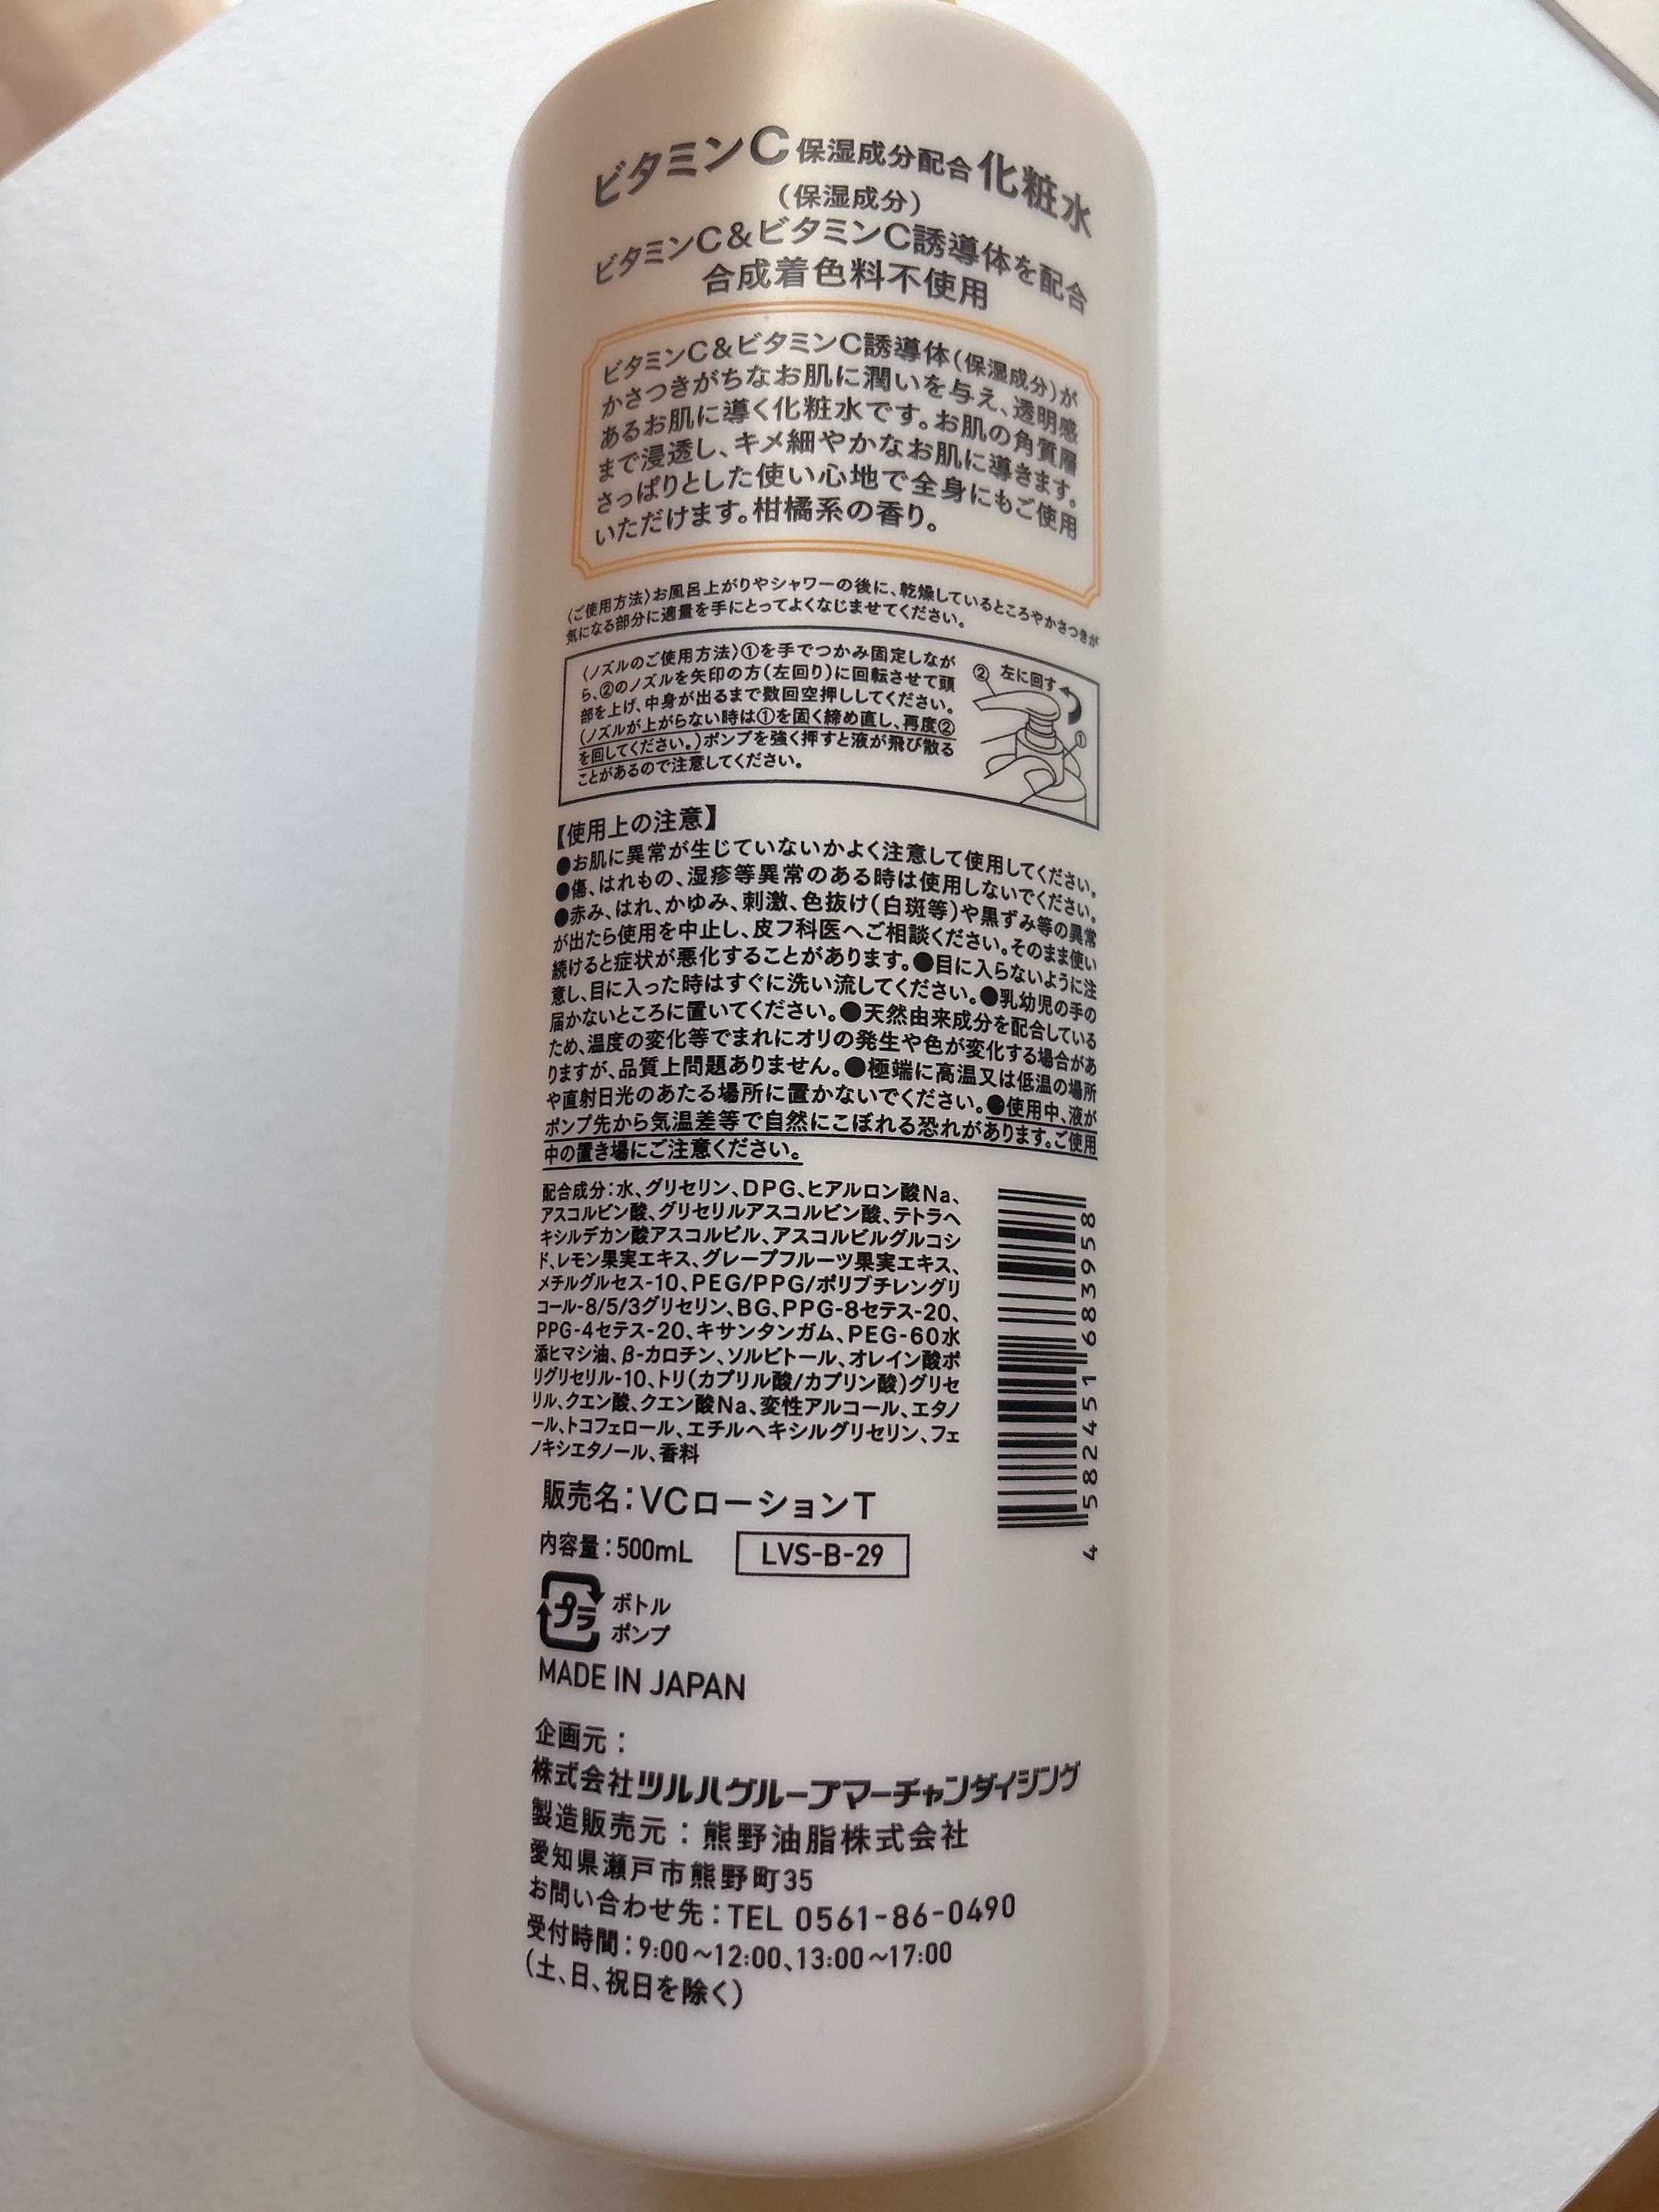 ビタミンC保湿成分配合化粧水
(保湿成分)
ビタミンC&ビタミンC誘導体を配合
合成着色料不使用
ビタミンC&ビタミンC誘導体(保湿成分)が
かさつきがちなお肌に潤いを与え、透明感
あるお肌に導く化粧水です。お肌の角質層
まで浸透し、キメ細やかなお肌に導きます。
さっぱりとした使い心地で全身にもご使用
いただけます。柑橘系の香り。
〈ご使用方法〉お風呂上がりやシャワーの後に、乾燥しているところやかさつきが
気になる部分に適量を手にとってよくなじませてください。
〈ノズルのご使用方法〉①を手でつかみ固定しなが
ら、②のノズルを矢印の方(左回り)に回転させて頭
部を上げ、中身が出るまで数回空押ししてください。
(ノズルが上がらない時は①を固く締め直し、再度②
を回してください。)ポンプを強く押すと液が飛び散る
ことがあるので注意してください。
② 左に回す
①
【使用上の注意】
●お肌に異常が生じていないかよく注意して使用してください。
●傷、はれもの、湿疹等異常のある時は使用しないでください。
●赤み、はれ、かゆみ、刺激、色抜け(白斑等)や黒ずみ等の異常
が出たら使用を中止し、皮フ科医へご相談ください。そのまま使い
続けると症状が悪化することがあります。●目に入らないように注
意し、目に入った時はすぐに洗い流してください。●乳幼児の手の
届かないところに置いてください。●天然由来成分を配合している
ため、温度の変化等でまれにオリの発生や色が変化する場合があ
りますが、品質上問題ありません。●極端に高温又は低温の場所
や直射日光のあたる場所に置かないでください。●使用中、液が
ポンプ先から気温差等で自然にこぼれる恐れがあります。ご使用
中の置き場にご注意ください。
配合成分:水、グリセリン、DPG、ヒアルロン酸Na、
アスコルビン酸、グリセリルアスコルビン酸、テトラヘ
キシルデカン酸アスコルビル、アスコルビルグルコシ
ド、レモン果実エキス、グレープフルーツ果実エキス、
メチルグルセス-10、PEG/PPG/ポリブチレングリ
コール-8/5/3グリセリン、BG、PPG-8セテス-20、
PPG-4セテス-20、キサンタンガム、PEG-60水
添ヒマシ油、β-カロチン、ソルビトール、オレイン酸ポ
リグリセリル-10、トリ(カプリル酸/カプリン酸)グリセ
リル、クエン酸、クエン酸Na、変性アルコール、エタノ
ール、トコフェロール、エチルヘキシルグリセリン、フェ
ノキシエタノール、香料
4 582451 683958
販売名:VCローションT
内容量:500mL LVS-B-29
プラ ボトル
ポンプ
MADE IN JAPAN
企画元:
株式会社ツルハグループマーチャンダイジング
製造販売元:熊野油脂株式会社
愛知県瀬戸市熊野町35
お問い合わせ先:TEL 0561-86-0490
受付時間:9:00~12:00、13:00~17:00
(土、日、祝日を除く)